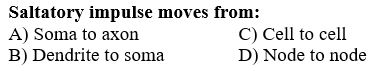 Saltatory impulse moves from:
A) Soma to axon C) Cell to cell
B) Dendrite to soma D) Node to node